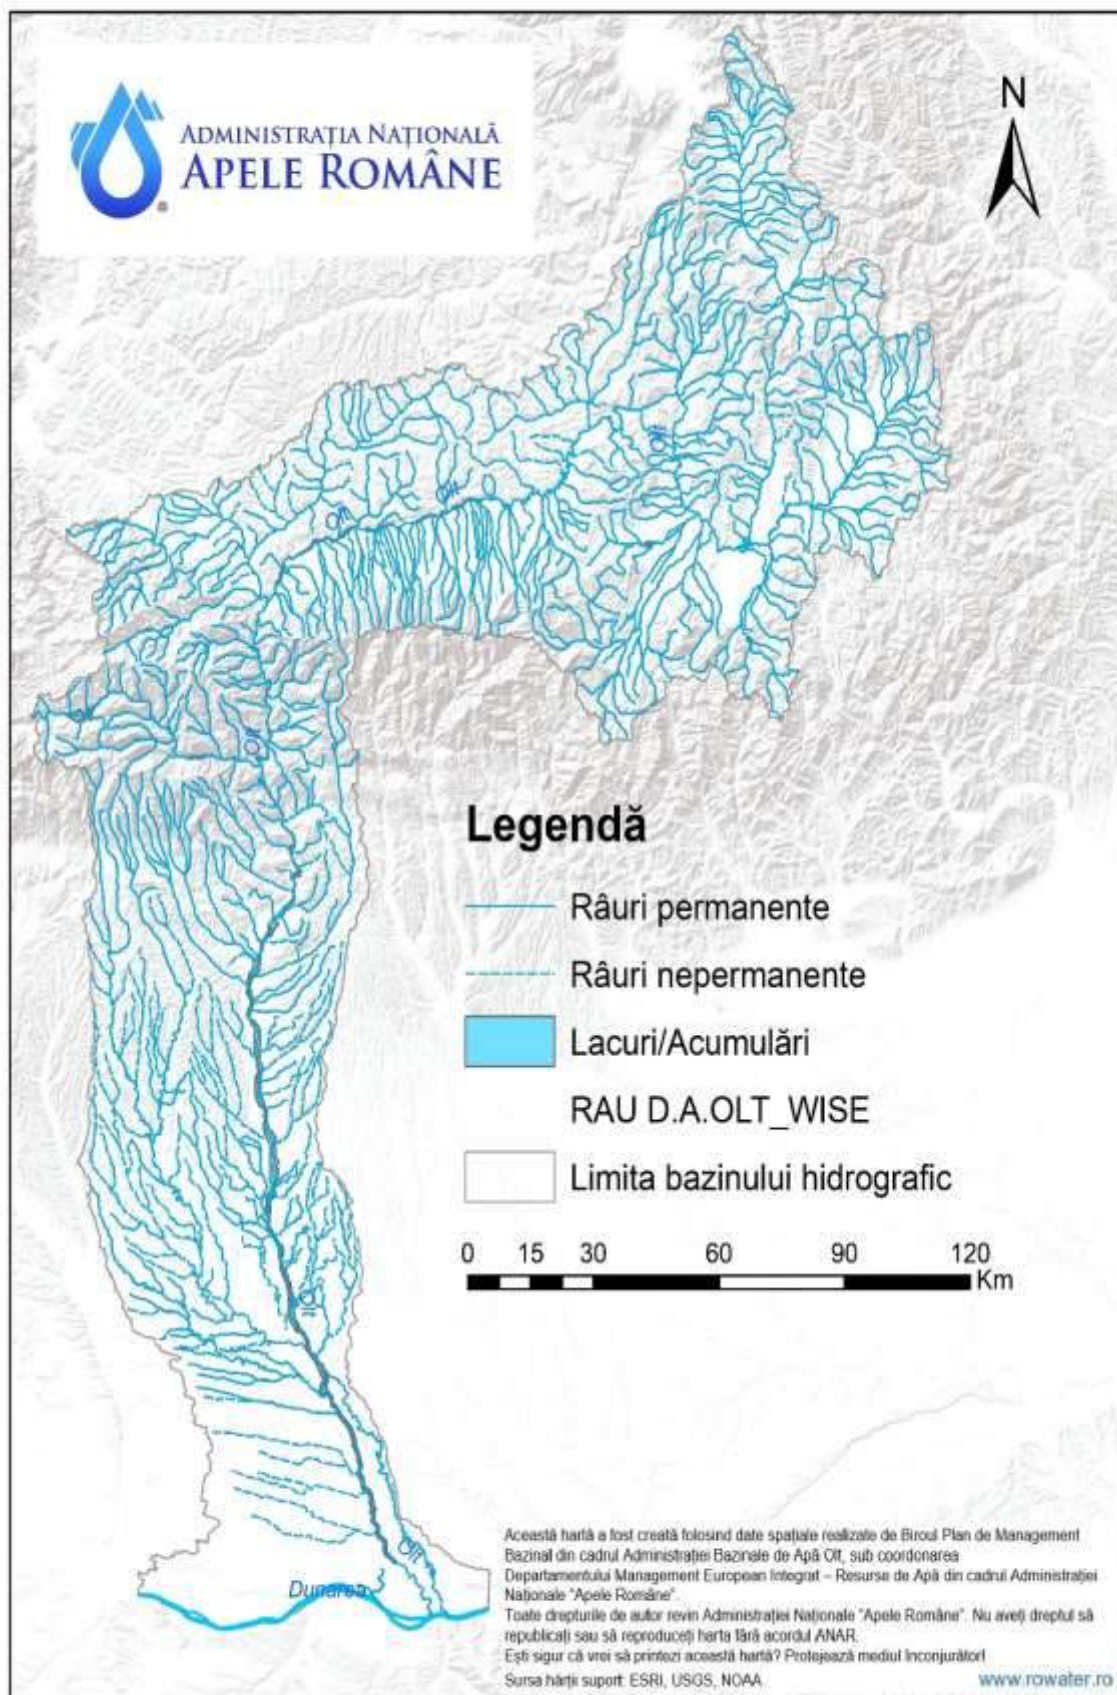 ADMINISTRAȚIA NAȚIONALĂ
APELE ROMÂNE
®
N
Olt
Olt
Olt
Olt
Legendă
Râuri permanente
Râuri nepermanente
Lacuri/Acumulări
RAU D.A.OLT_WISE
Limita bazinului hidrografic
0 15 30 60 90 120
Km
Olt
Olt
Dunarea
Această hartă a fost creată folosind date spațiale realizate de Biroul Plan de Management
Bazinal din cadrul Administrației Bazinale de Apă Olt, sub coordonarea
Departamentului Management European Integrat – Resurse de Apă din cadrul Administrației
Naționale "Apele Române".
Toate drepturile de autor revin Administrației Naționale "Apele Române". Nu aveți dreptul să
republicați sau să reproduceți harta fără acordul ANAR.
Ești sigur că vrei să printezi această hartă? Protejează mediul înconjurător!
Sursa hărții suport: ESRI, USGS, NOAA
www.rowater.ro